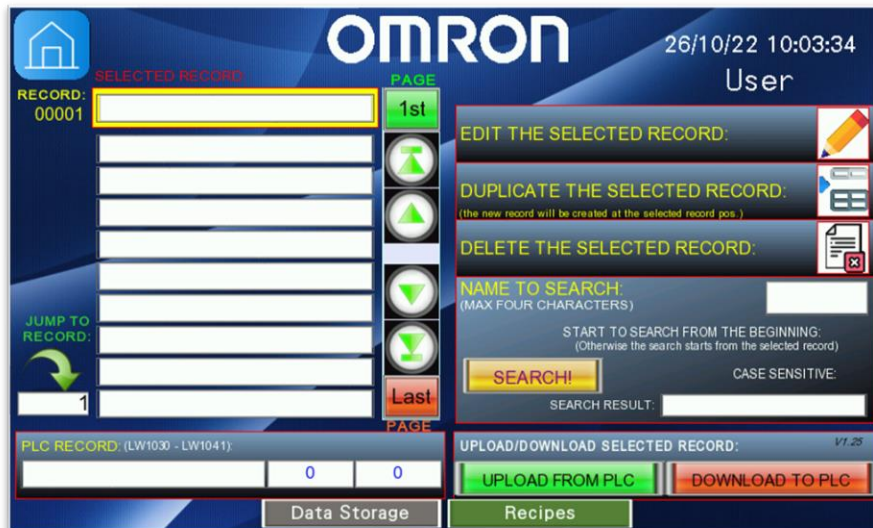 OMRON
26/10/22 10:03:34
User
SELECTED RECORD:
RECORD:
00001
PAGE
1st
EDIT THE SELECTED RECORD:
DUPLICATE THE SELECTED RECORD:
(the new record will be created at the selected record pos.)
DELETE THE SELECTED RECORD:
NAME TO SEARCH:
(MAX FOUR CHARACTERS)
START TO SEARCH FROM THE BEGINNING:
(Otherwise the search starts from the selected record)
SEARCH!
CASE SENSITIVE:
SEARCH RESULT:
JUMP TO
RECORD:
1
Last
PAGE
PLC RECORD: (LW1030 - LW1041):
0 0
UPLOAD/DOWNLOAD SELECTED RECORD: V1.25
UPLOAD FROM PLC DOWNLOAD TO PLC
Data Storage Recipes